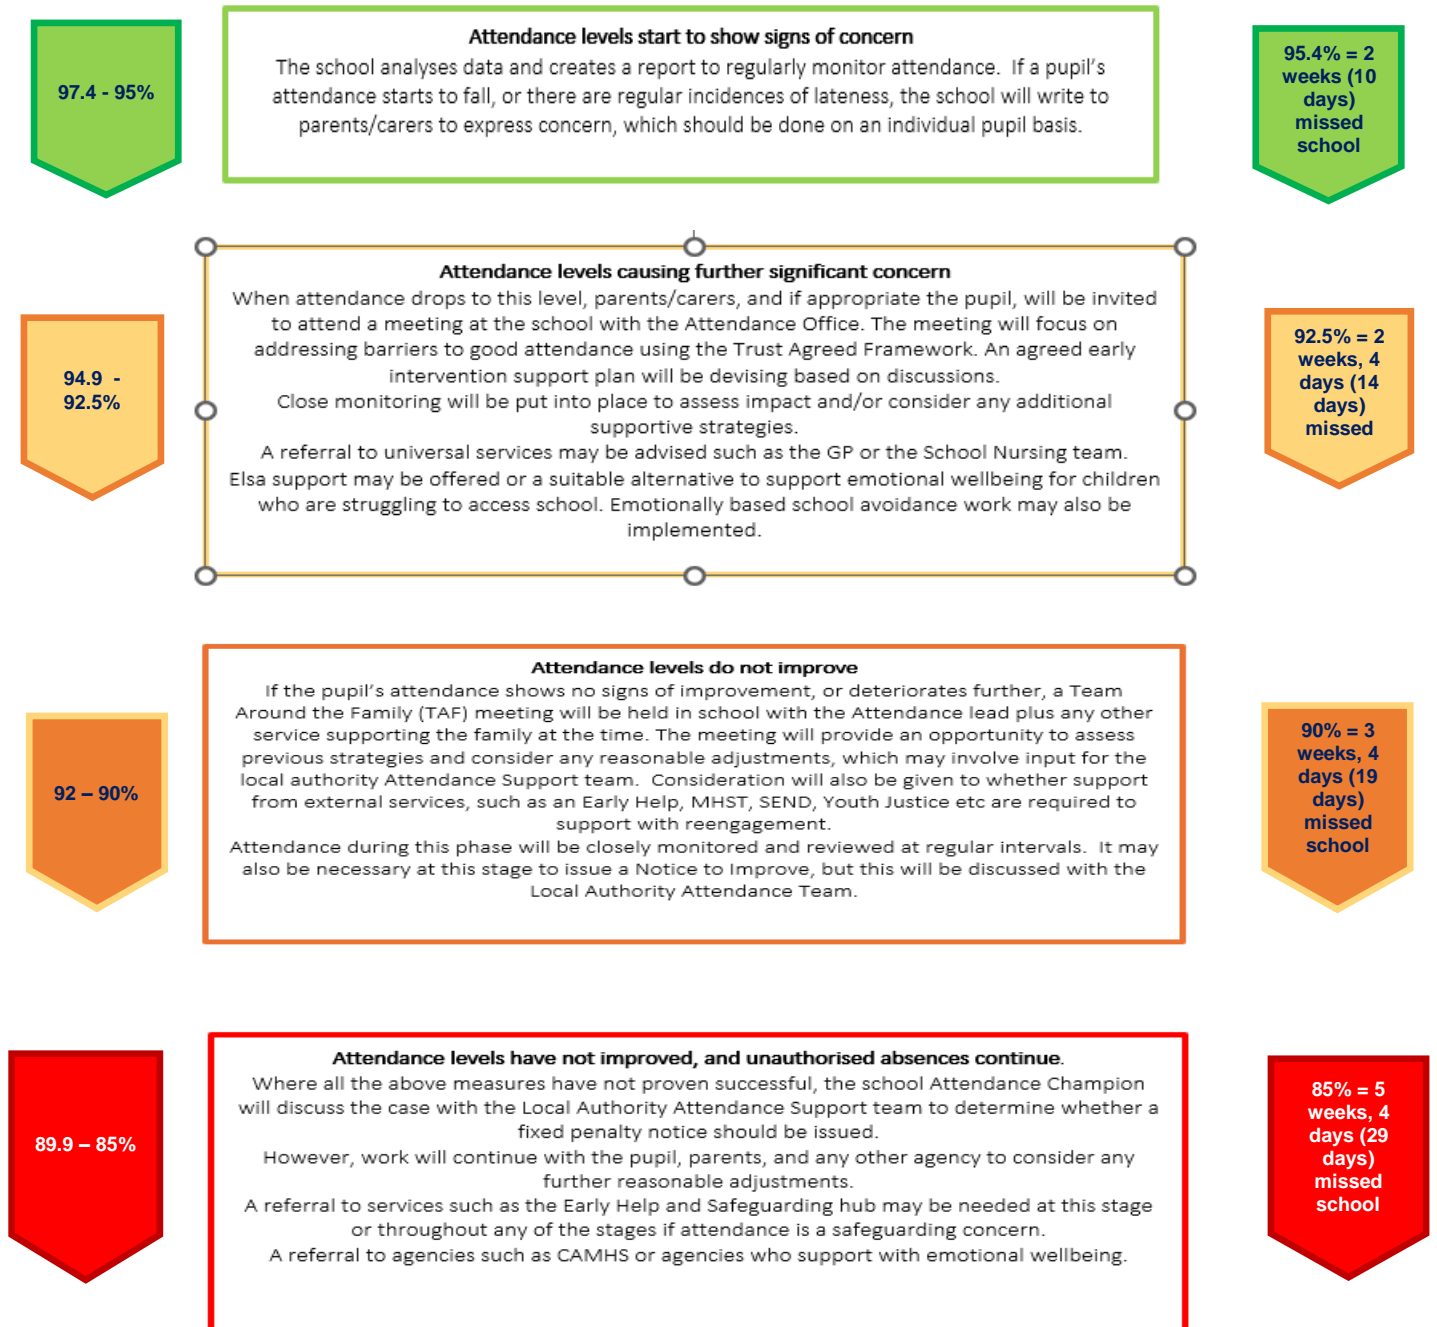 97.4 - 95%
Attendance levels start to show signs of concern
The school analyses data and creates a report to regularly monitor attendance.  If a pupil's
attendance starts to fall, or there are regular incidences of lateness, the school will write to
parents/carers to express concern, which should be done on an individual pupil basis.
95.4% = 2
weeks (10
days)
missed
school
94.9  -
92.5%
Attendance levels causing further significant concern
When attendance drops to this level, parents/carers, and if appropriate the pupil, will be invited
to attend a meeting at the school with the Attendance Office. The meeting will focus on
addressing barriers to good attendance using the Trust Agreed Framework. An agreed early
intervention support plan will be devising based on discussions.
Close monitoring will be put into place to assess impact and/or consider any additional
supportive strategies.
A referral to universal services may be advised such as the GP or the School Nursing team.
Elsa support may be offered or a suitable alternative to support emotional wellbeing for children
who are struggling to access school. Emotionally based school avoidance work may also be
implemented.
92.5% = 2
weeks, 4
days (14
days)
missed
92 – 90%
Attendance levels do not improve
If the pupil's attendance shows no signs of improvement, or deteriorates further, a Team
Around the Family (TAF) meeting will be held in school with the Attendance lead plus any other
service supporting the family at the time. The meeting will provide an opportunity to assess
previous strategies and consider any reasonable adjustments, which may involve input for the
local authority Attendance Support team.  Consideration will also be given to whether support
from external services, such as an Early Help, MHST, SEND, Youth Justice etc are required to
support with reengagement.
Attendance during this phase will be closely monitored and reviewed at regular intervals.  It may
also be necessary at this stage to issue a Notice to Improve, but this will be discussed with the
Local Authority Attendance Team.
90% = 3
weeks, 4
days (19
days)
missed
school
89.9 – 85%
Attendance levels have not improved, and unauthorised absences continue.
Where all the above measures have not proven successful, the school Attendance Champion
will discuss the case with the Local Authority Attendance Support team to determine whether a
fixed penalty notice should be issued.
However, work will continue with the pupil, parents, and any other agency to consider any
further reasonable adjustments.
A referral to services such as the Early Help and Safeguarding hub may be needed at this stage
or throughout any of the stages if attendance is a safeguarding concern.
A referral to agencies such as CAMHS or agencies who support with emotional wellbeing.
85% = 5
weeks, 4
days (29
days)
missed
school